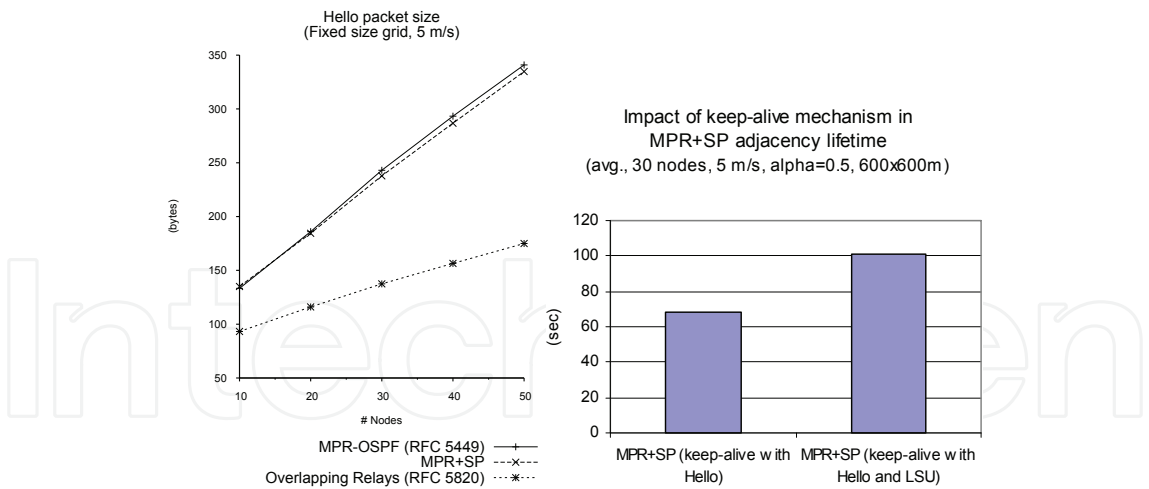 Hello packet size
(Fixed size grid, 5 m/s)
350
300
250
200
150
100
50
(bytes)
10 20 30 40 50
# Nodes
MPR-OSPF (RFC 5449)
MPR+SP
Overlapping Relays (RFC 5820)
Impact of keep-alive mechanism in
MPR+SP adjacency lifetime
(avg., 30 nodes, 5 m/s, alpha=0.5, 600x600m)
120
100
80
60
40
20
0
(sec)
MPR+SP (keep-alive with
Hello)
MPR+SP (keep-alive with
Hello and LSU)